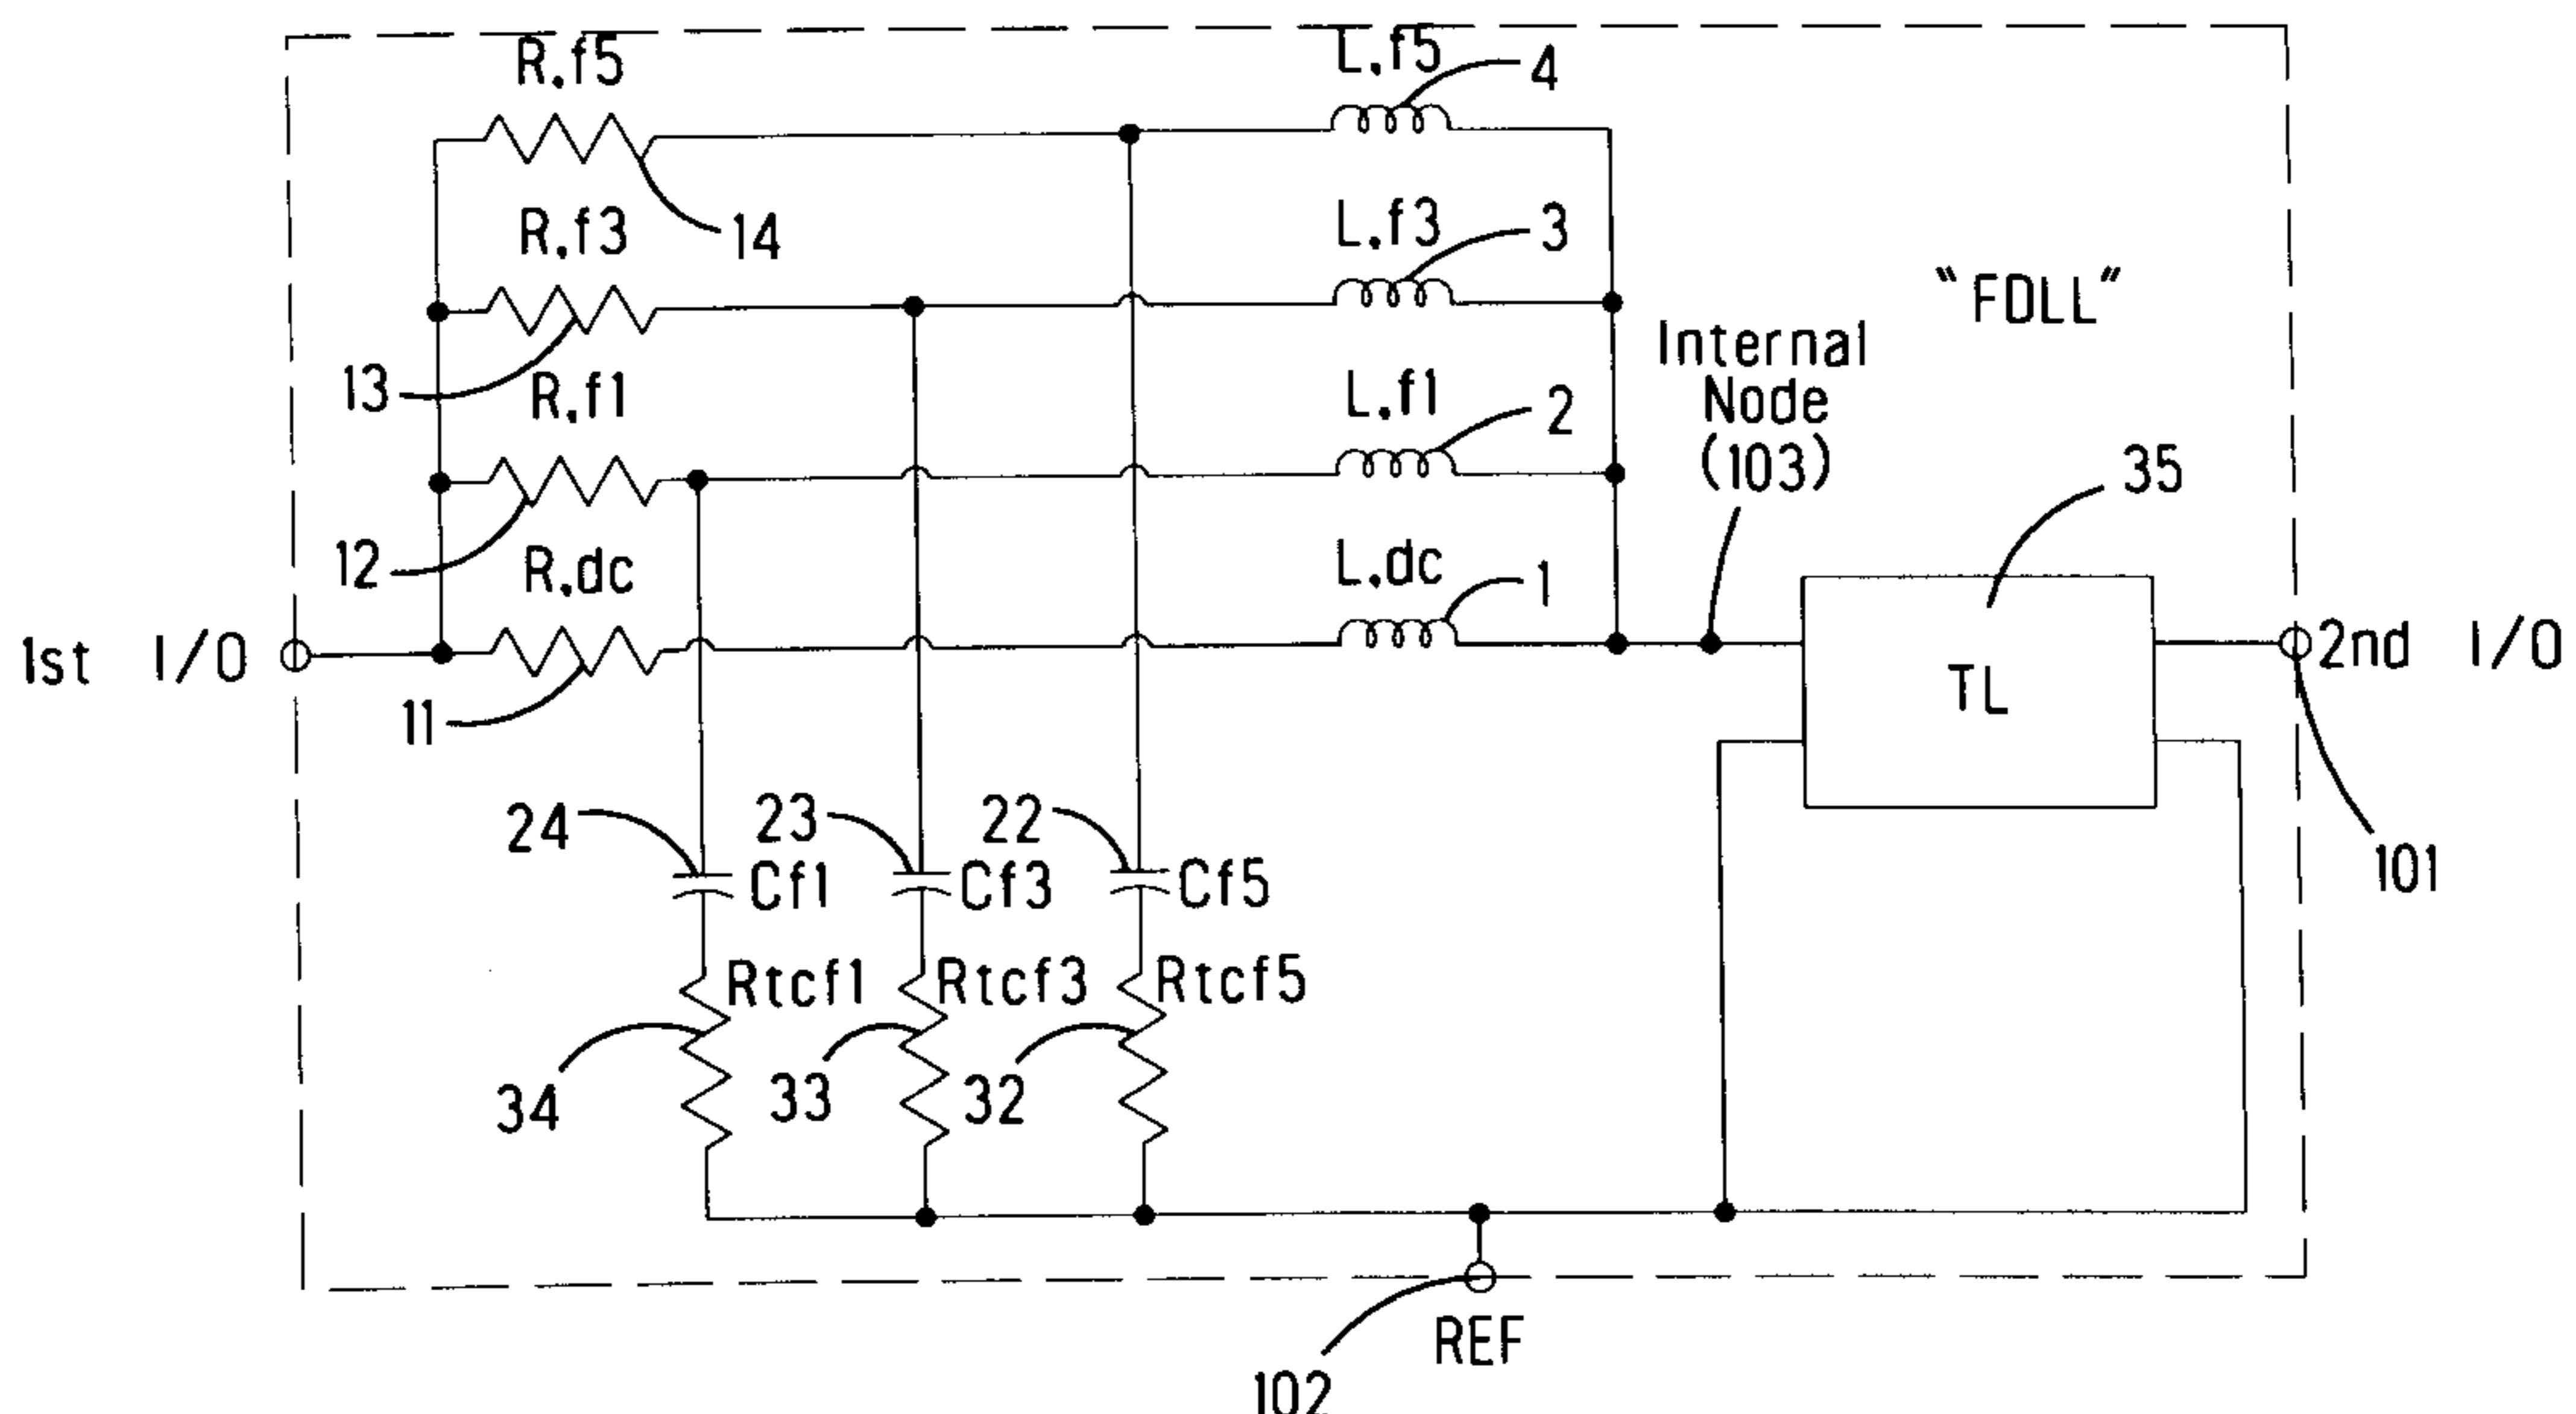 R,f5
L,f5
4
14
R,f3
L,f3
3
"FDLL"
Internal
Node
(103)
13
R,f1
L,f1
2
35
12
R,dc
L,dc
1
1st I/O
TL
2nd I/O
11
24
23
22
Cf1
Cf3
Cf5
101
Rtcf1
Rtcf3
Rtcf5
34
33
32
REF
102